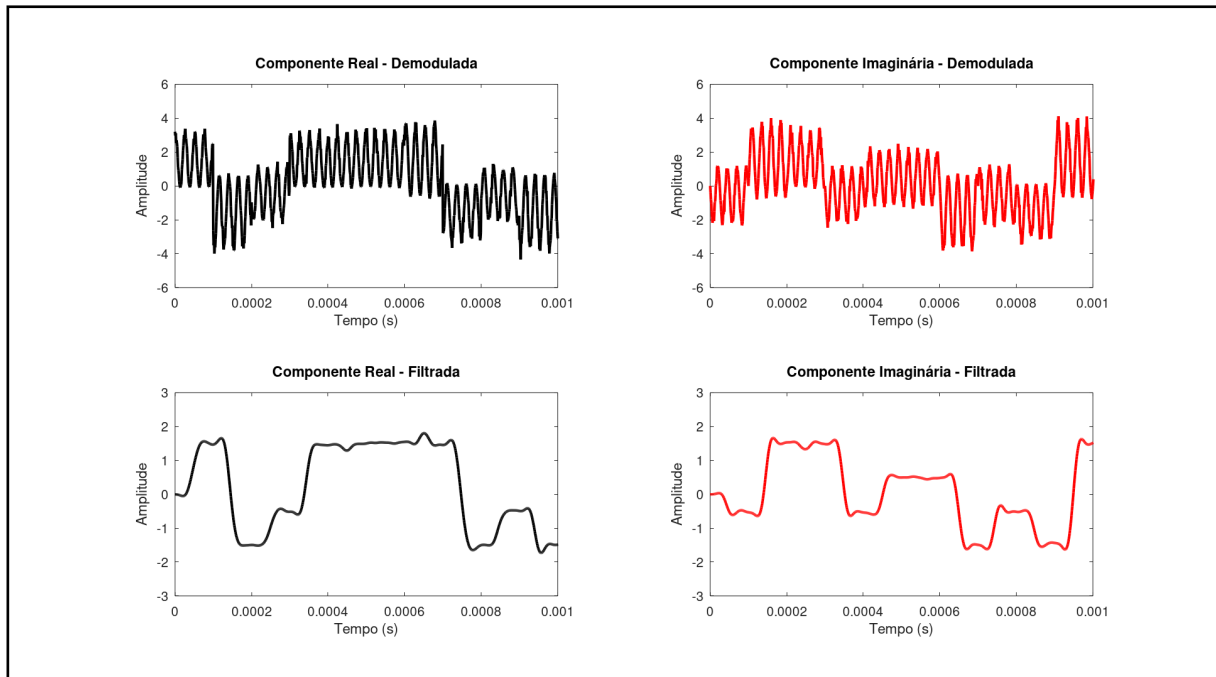 Componente Real - Demodulada
6
4
2
0
-2
-4
-6
Amplitude
0 0.0002 0.0004 0.0006 0.0008 0.001
Tempo (s)
Componente Imaginária - Demodulada
6
4
2
0
-2
-4
-6
Amplitude
0 0.0002 0.0004 0.0006 0.0008 0.001
Tempo (s)
Componente Real - Filtrada
3
2
1
0
-1
-2
-3
Amplitude
0 0.0002 0.0004 0.0006 0.0008 0.001
Tempo (s)
Componente Imaginária - Filtrada
3
2
1
0
-1
-2
-3
Amplitude
0 0.0002 0.0004 0.0006 0.0008 0.001
Tempo (s)